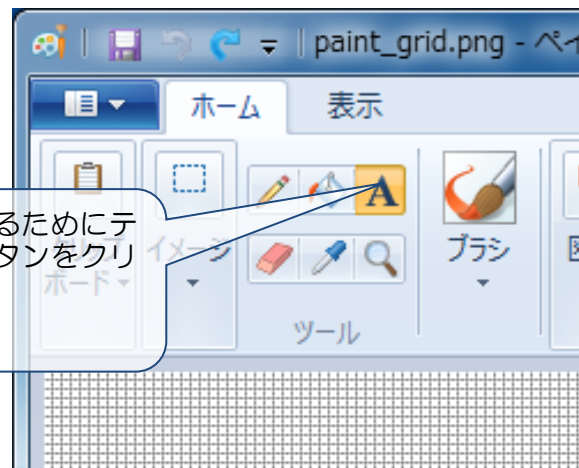 paint_grid.png - ペイ
ホーム 表示
るためにテ
タンをクリ
ボード
イメージ
ブラシ
ツール